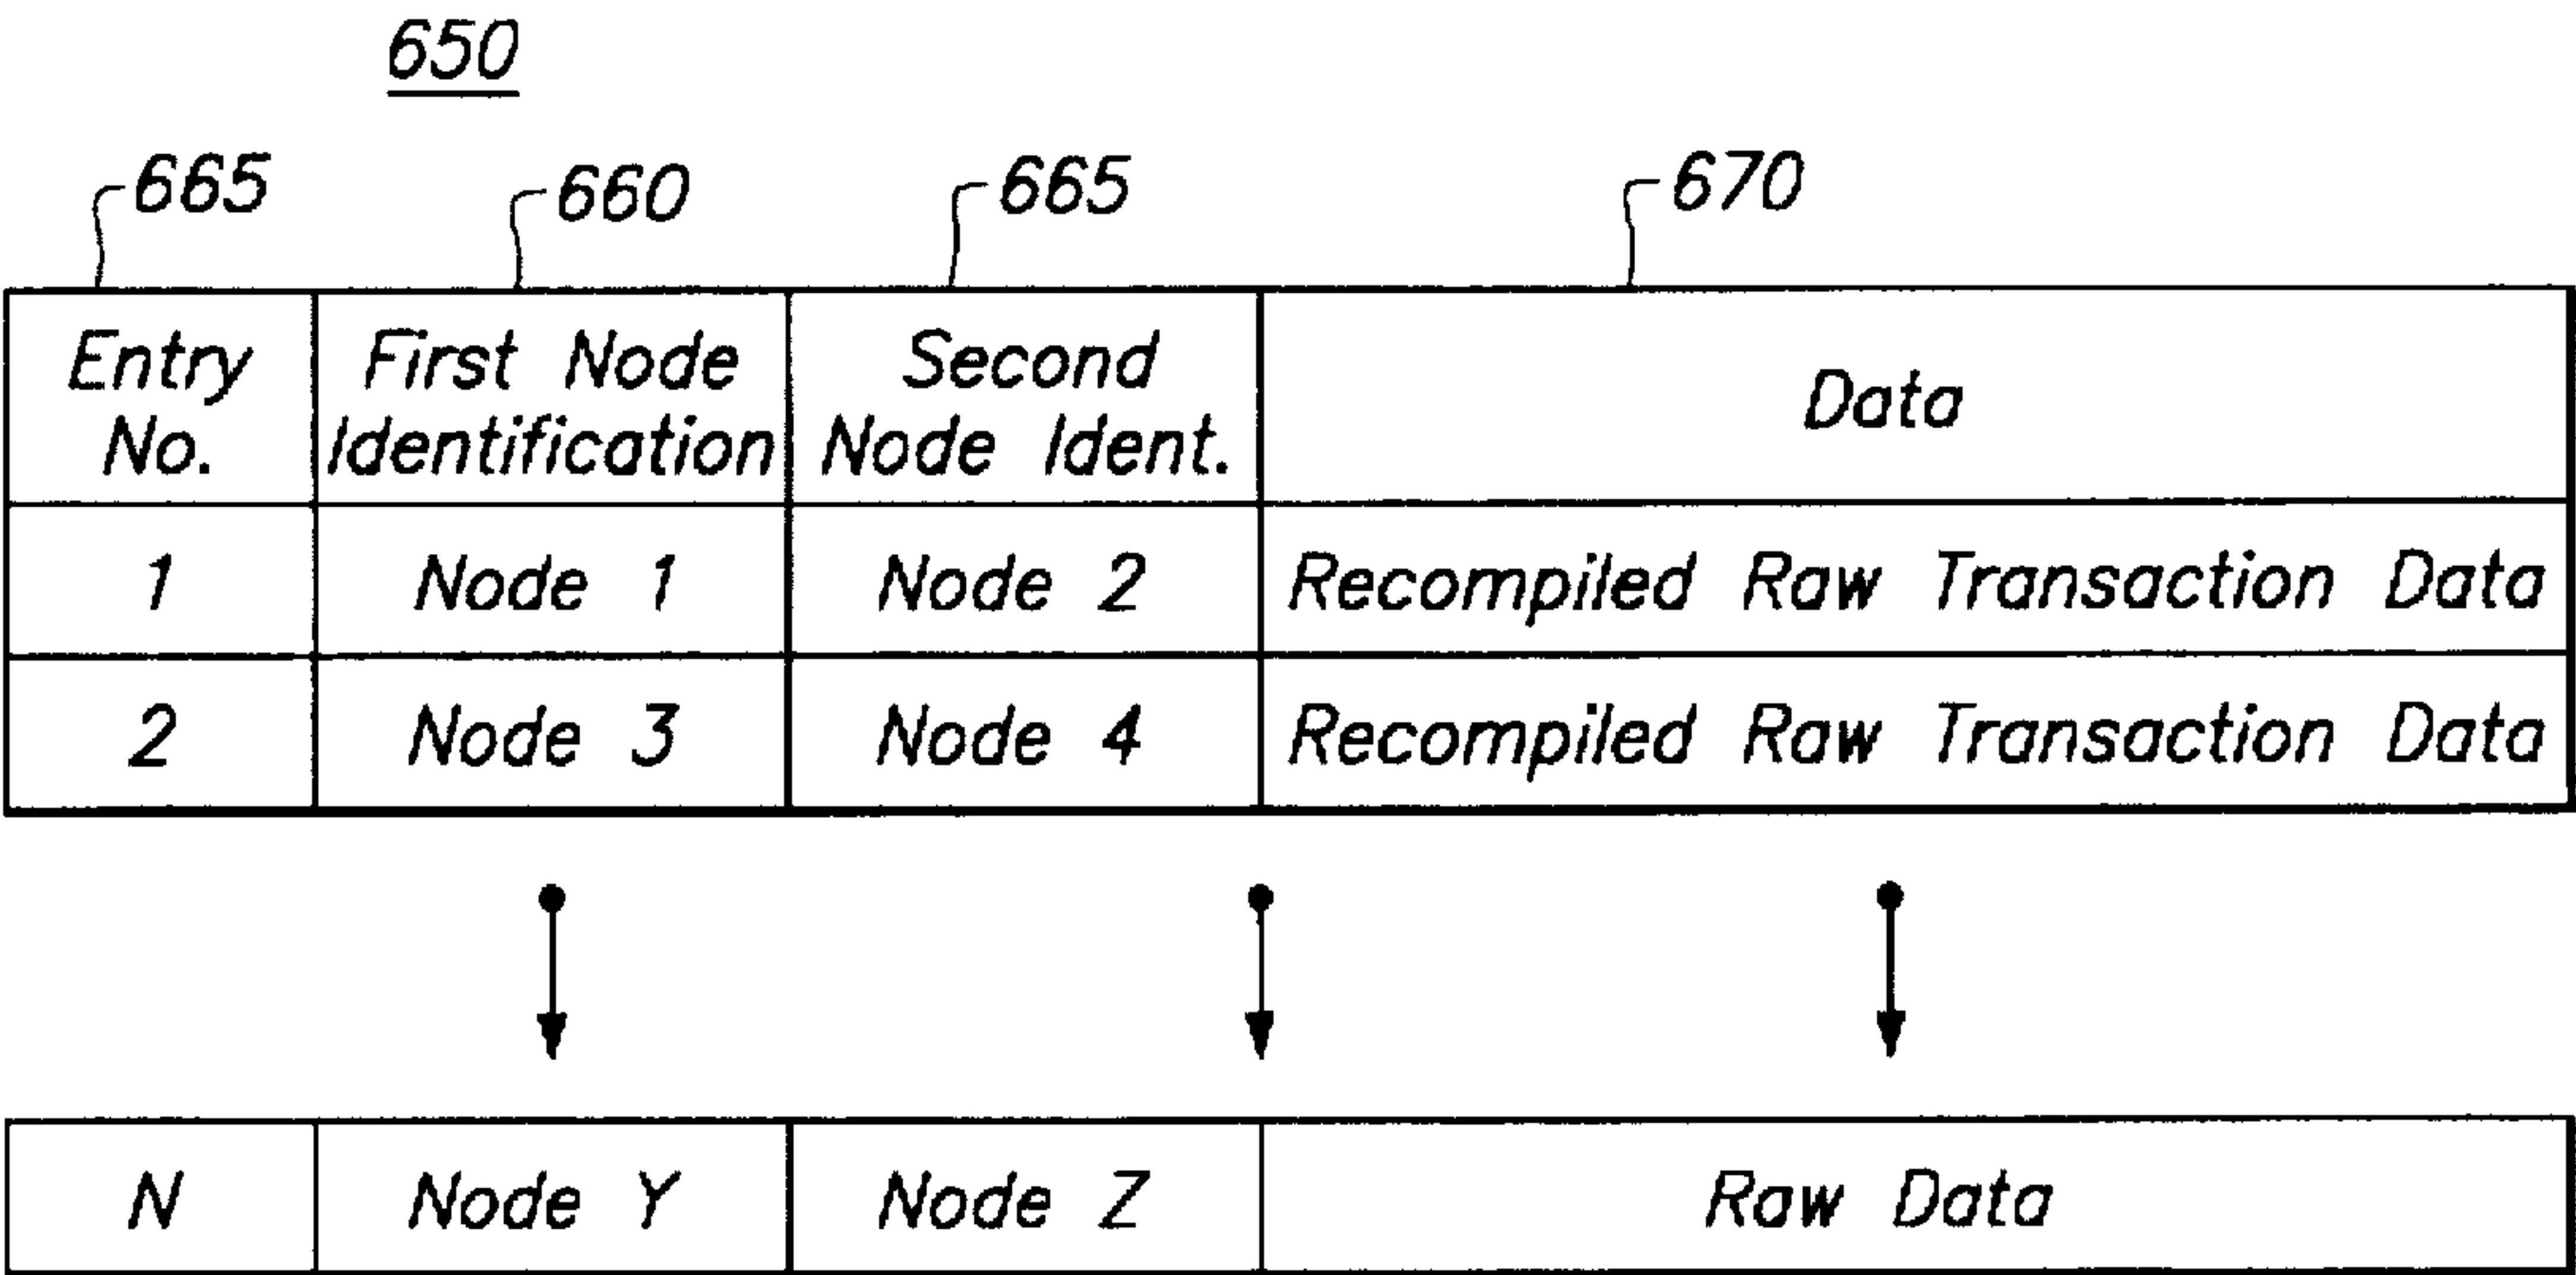 650
665 660 665 670
Entry No. First Node Identification Second Node Ident. Data
1 Node 1 Node 2 Recompiled Raw Transaction Data
2 Node 3 Node 4 Recompiled Raw Transaction Data
N Node Y Node Z Raw Data